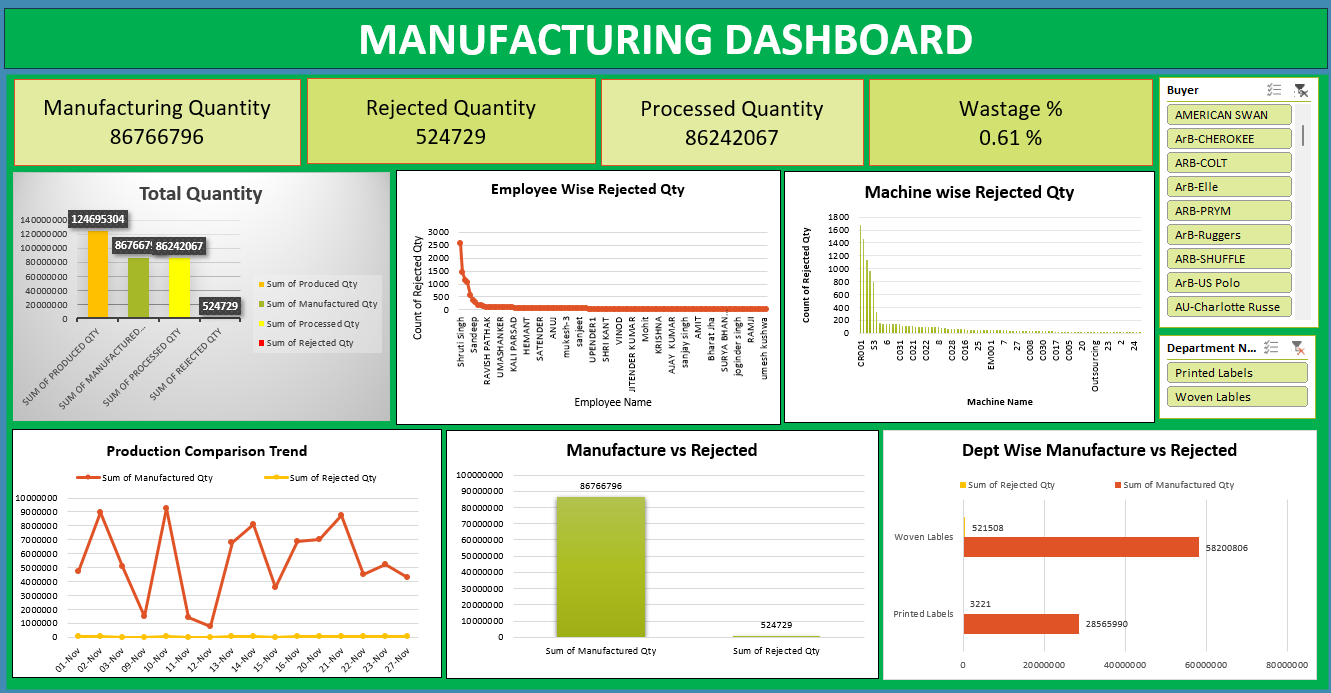 MANUFACTURING DASHBOARD
Manufacturing Quantity
86766796
Rejected Quantity
524729
Processed Quantity
86242067
Wastage %
0.61 %
Buyer
AMERICAN SWAN
ArB-CHEROKEE
ARB-COLT
ArB-Elle
ARB-PRYM
ArB-Ruggers
ARB-SHUFFLE
ArB-US Polo
AU-Charlotte Russe
Department N...
Printed Labels
Woven Lables
Total Quantity
140000000
120000000
100000000
80000000
60000000
40000000
20000000
0
124695304
8676679
86242067
524729
SUM OF PRODUCED QTY
SUM OF MANUFACTURED...
SUM OF PROCESSED QTY
SUM OF REJECTED QTY
Sum of Produced Qty
Sum of Manufactured Qty
Sum of Processed Qty
Sum of Rejected Qty
Employee Wise Rejected Qty
Count of Rejected Qty
3000
2500
2000
1500
1000
500
0
Shruti Singh
Sandeep
RAVISH PATHAK
UMASHANKER
KALI PARSAD
HEMANT
SATENDER
ANUJ
mukesh-3
sanjeet
UPENDER1
SHRI KANT
VINOD
JITENDER KUMAR
Mohit
KRISHNA
AJAY KUMAR
sanjay singh
AMIT
Bharat Jha
SURYA BHAN...
joginder singh
RAMJI
umesh kushwa
Employee Name
Machine wise Rejected Qty
Count of Rejected Qty
1800
1600
1400
1200
1000
800
600
400
200
0
CR001
S3
6
C031
C021
C022
8
C028
C016
25
EM001
7
27
C008
C030
C017
C005
20
Outsourcing
23
2
24
Machine Name
Production Comparison Trend
Sum of Manufactured Qty
Sum of Rejected Qty
10000000
9000000
8000000
7000000
6000000
5000000
4000000
3000000
2000000
1000000
0
01-Nov
02-Nov
03-Nov
09-Nov
10-Nov
11-Nov
12-Nov
13-Nov
14-Nov
15-Nov
16-Nov
20-Nov
21-Nov
22-Nov
23-Nov
27-Nov
Manufacture vs Rejected
100000000
90000000
80000000
70000000
60000000
50000000
40000000
30000000
20000000
10000000
0
86766796
524729
Sum of Manufactured Qty
Sum of Rejected Qty
Dept Wise Manufacture vs Rejected
Sum of Rejected Qty
Sum of Manufactured Qty
Woven Lables
521508
58200806
Printed Labels
3221
28565990
0
20000000
40000000
60000000
80000000